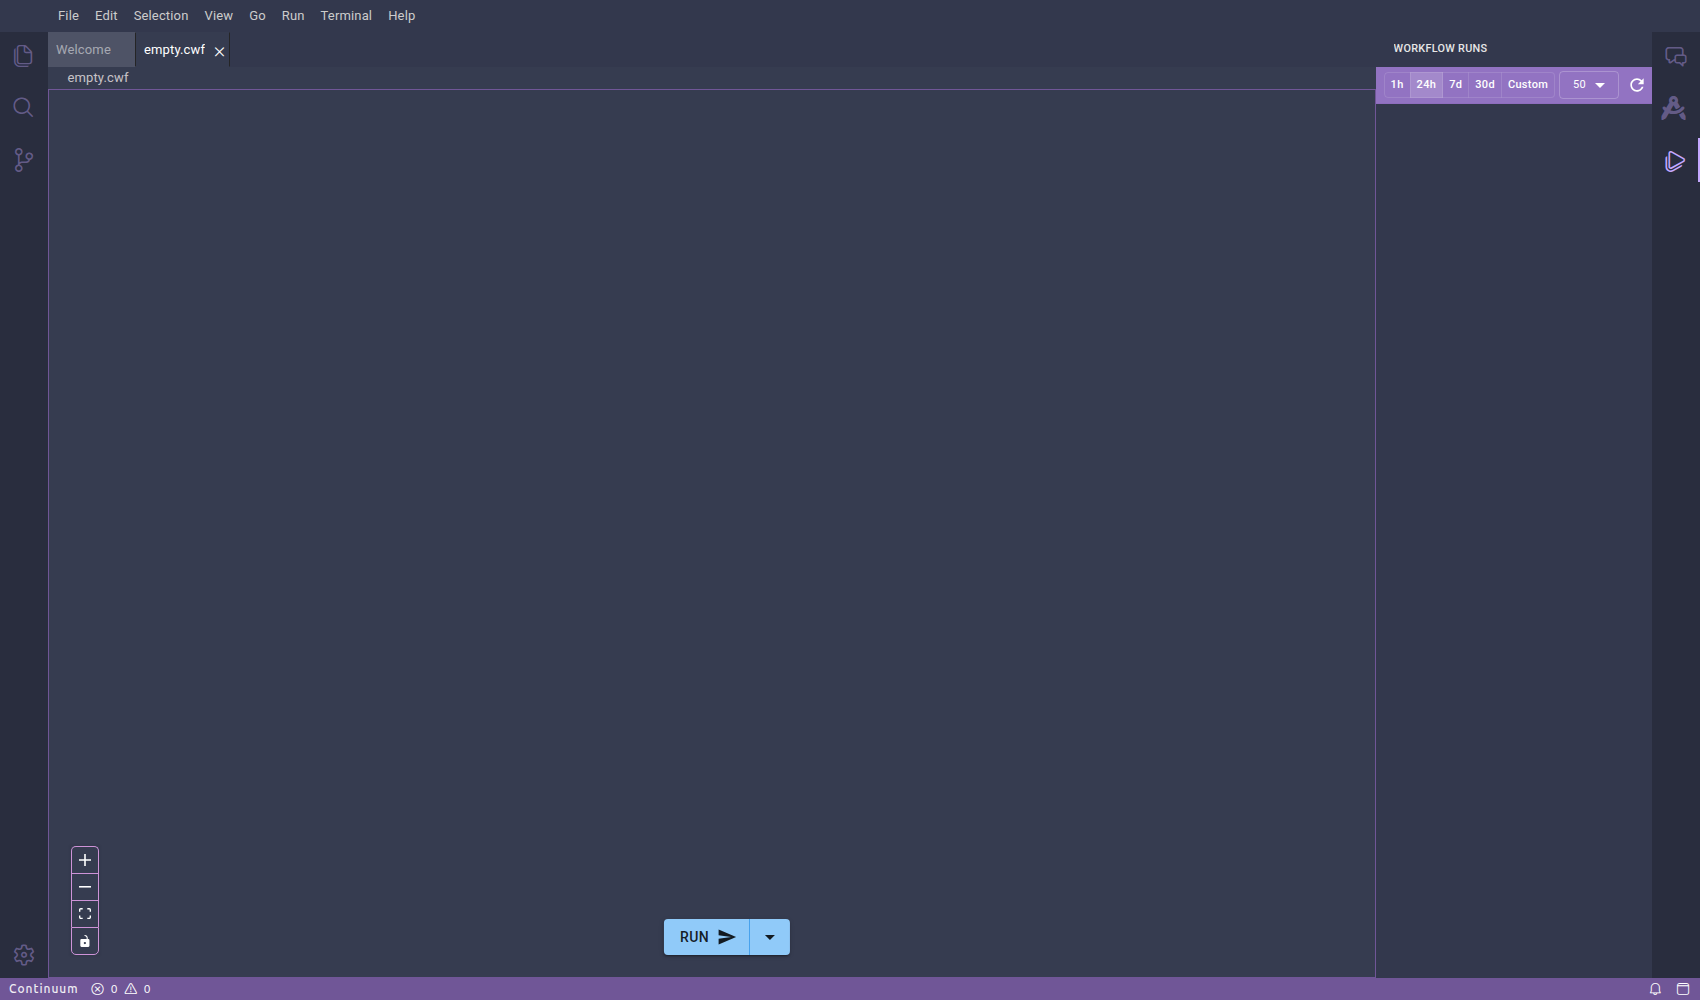 File Edit Selection View Go Run Terminal Help
Welcome empty.cwf
empty.cwf
WORKFLOW RUNS
1h 24h 7d 30d Custom 50
RUN
Continuum 0 0